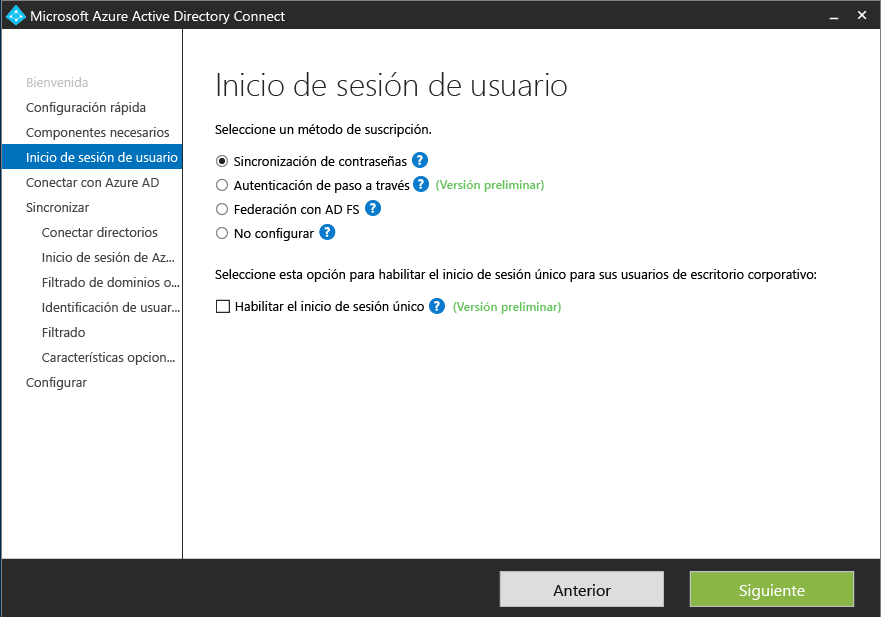 Microsoft Azure Active Directory Connect
Bienvenida
Configuración rápida
Componentes necesarios
Inicio de sesión de usuario
Conectar con Azure AD
Sincronizar
Conectar directorios
Inicio de sesión de Az...
Filtrado de dominios o...
Identificación de usuar...
Filtrado
Características opcion...
Configurar
Inicio de sesión de usuario
Seleccione un método de suscripción.
Sincronización de contraseñas ?
Autenticación de paso a través ? (Versión preliminar)
Federación con AD FS ?
No configurar ?
Seleccione esta opción para habilitar el inicio de sesión único para sus usuarios de escritorio corporativo:
Habilitar el inicio de sesión único ? (Versión preliminar)
Anterior
Siguiente